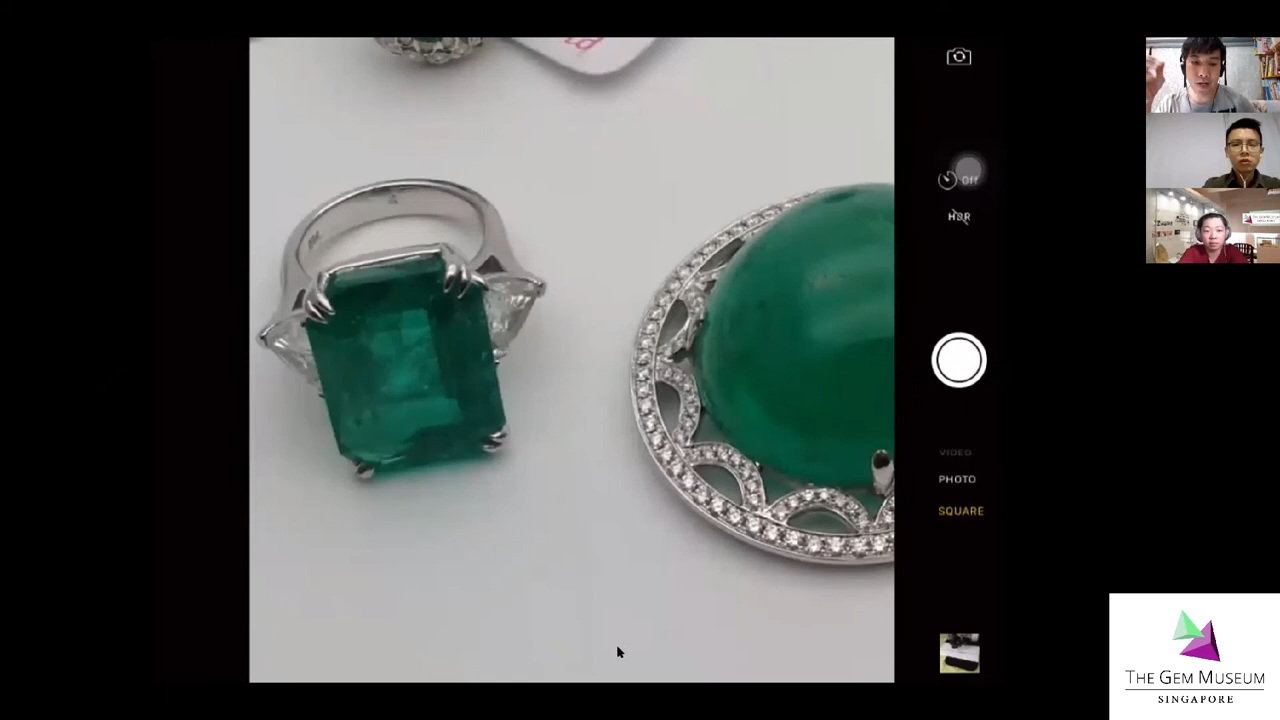 Off
HDR
VIDEO
PHOTO
SQUARE
THE GEM MUSEUM
SINGAPORE